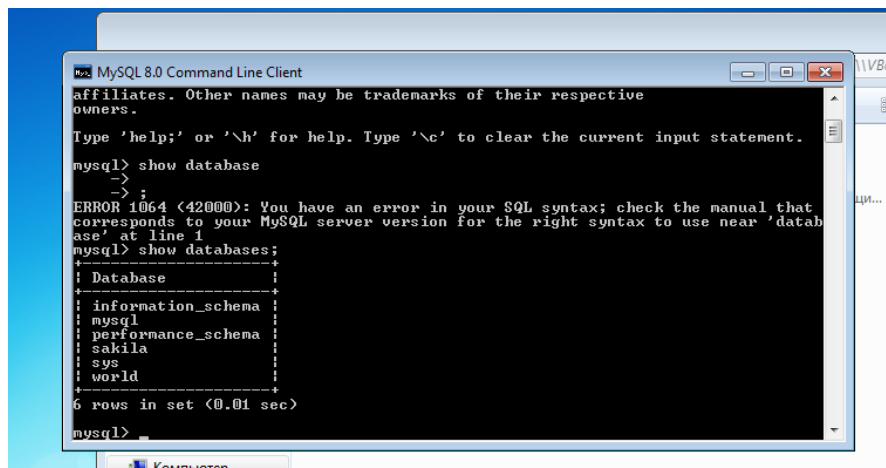 \\VB
MySQL 8.0 Command Line Client
affiliates. Other names may be trademarks of their respective
owners.
Type 'help;' or '\h' for help. Type '\c' to clear the current input statement.
mysql> show database
    ->
    -> ;
ERROR 1064 (42000): You have an error in your SQL syntax; check the manual that
corresponds to your MySQL server version for the right syntax to use near 'datab
ase' at line 1
mysql> show databases;
+--------------------+
| Database           |
+--------------------+
| information_schema |
| mysql              |
| performance_schema |
| sakila             |
| sys                |
| world              |
+--------------------+
6 rows in set (0.01 sec)
mysql> _
ци...
Компьютер